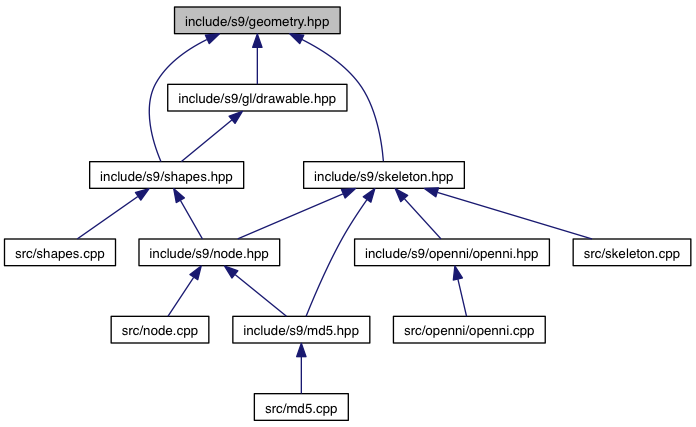 include/s9/geometry.hpp
include/s9/gl/drawable.hpp
include/s9/shapes.hpp
include/s9/skeleton.hpp
src/shapes.cpp
include/s9/node.hpp
include/s9/openni/openni.hpp
src/skeleton.cpp
src/node.cpp
include/s9/md5.hpp
src/openni/openni.cpp
src/md5.cpp